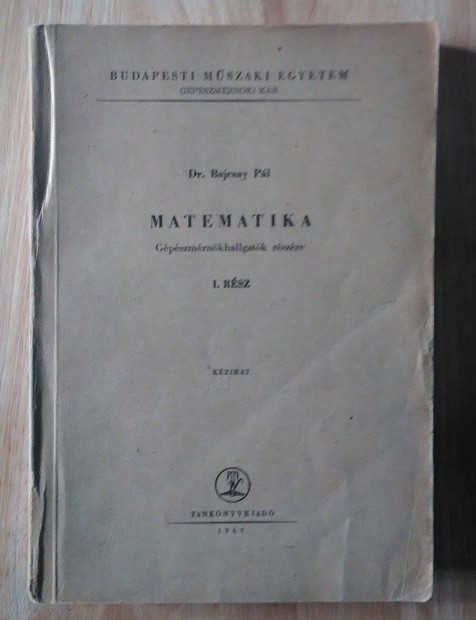 BUDAPESTI MŰSZAKI EGYETEM
GÉPÉSZMÉRNÖKI KAR
Dr. Bajcsay Pál
MATEMATIKA
Gépészmérnökhallgatók részére
I. RÉSZ
KÉZIRAT
TANKÖNYVKIADÓ